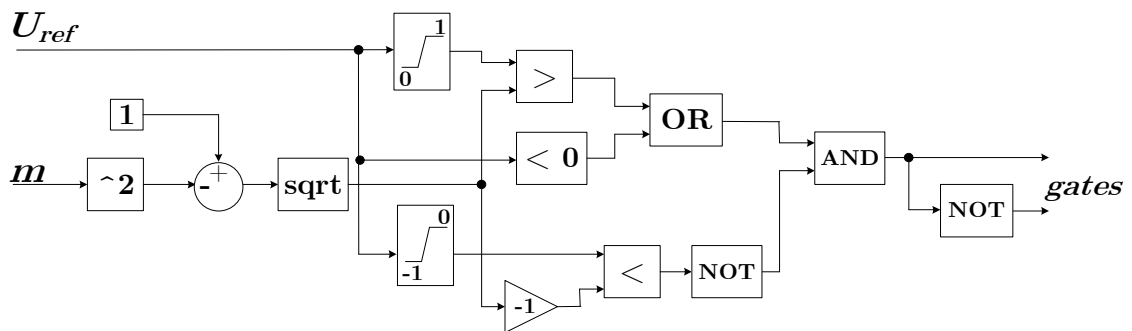 U_ref
1
0
>
1
OR
< 0
AND
m
^2
-
+
sqrt
gates
NOT
0
-1
<
NOT
-1